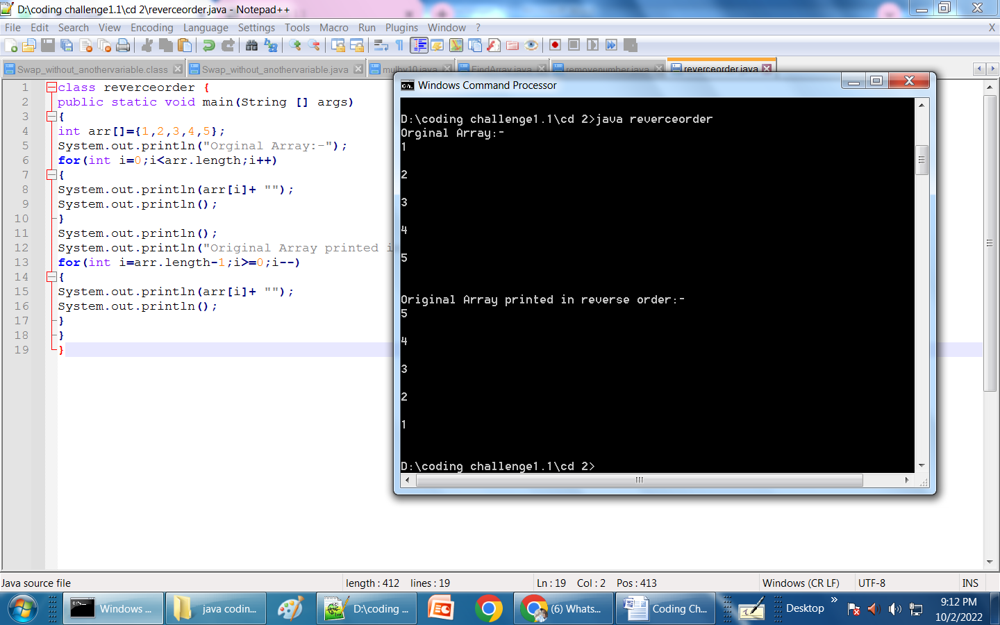 D:\coding challenge1.1\cd 2\reverceorder.java - Notepad++
File Edit Search View Encoding Language Settings Tools Macro Run Plugins Window ? X
Swap_without_anothervariable.class Swap_without_anothervariable.java mulby10.java FindArray.java removenumber.java reverceorder.java
1 class reverceorder {
2 public static void main(String [] args)
3 {
4 int arr[]={1,2,3,4,5};
5 System.out.println("Orginal Array:-");
6 for(int i=0;i<arr.length;i++)
7 {
8 System.out.println(arr[i]+ "");
9 System.out.println();
10 }
11 System.out.println();
12 System.out.println("Original Array printed i
13 for(int i=arr.length-1;i>=0;i--)
14 {
15 System.out.println(arr[i]+ "");
16 System.out.println();
17 }
18 }
19 }
Windows Command Processor
D:\coding challenge1.1\cd 2>java reverceorder
Orginal Array:-
1
2
3
4
5
Original Array printed in reverse order:-
5
4
3
2
1
D:\coding challenge1.1\cd 2>
Java source file length : 412 lines : 19 Ln : 19 Col : 2 Pos : 413 Windows (CR LF) UTF-8 INS
Windows ... java codin... D:\coding ... (6) Whats... Coding Ch... Desktop »
9:12 PM
10/2/2022